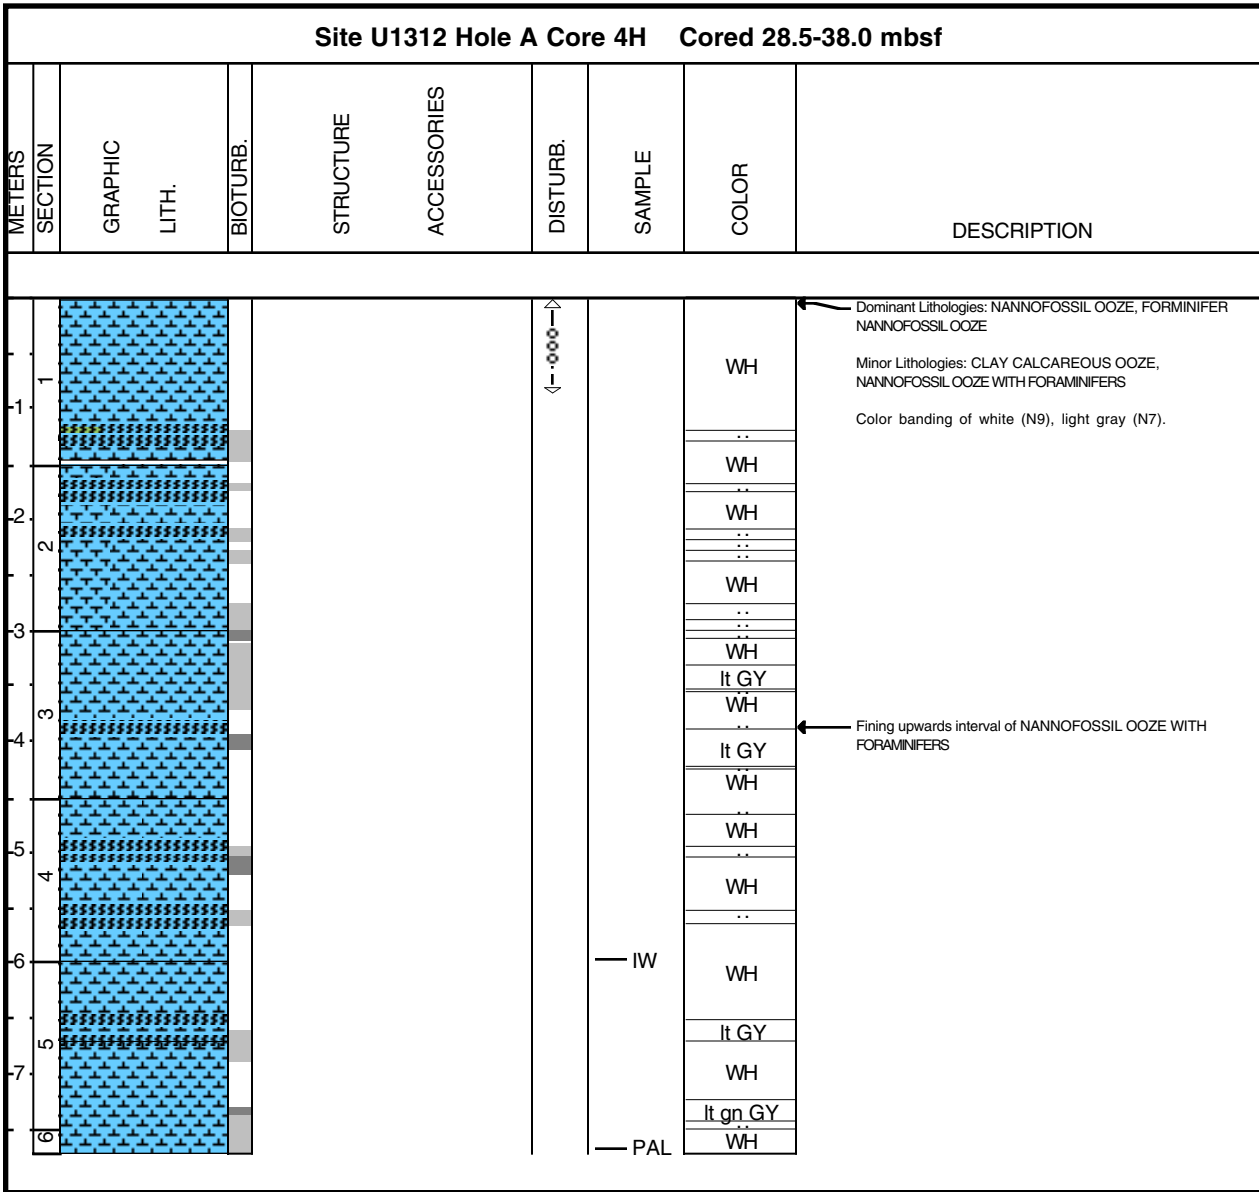 Site U1312 Hole A Core 4H    Cored 28.5-38.0 mbsf
METERS
SECTION
GRAPHIC
LITH.
BIOTURB.
STRUCTURE
ACCESSORIES
DISTURB.
SAMPLE
COLOR
DESCRIPTION
Dominant Lithologies: NANNOFOSSIL OOZE, FORMINIFER
NANNOFOSSIL OOZE
WH
Minor Lithologies: CLAY CALCAREOUS OOZE,
NANNOFOSSIL OOZE WITH FORAMINIFERS
1
1
Color banding of white (N9), light gray (N7).
..
WH
..
WH
2
..
2
..
..
WH
..
..
3
..
WH
lt GY
..
WH
3
..
Fining upwards interval of NANNOFOSSIL OOZE WITH
FORAMINIFERS
4
lt GY
..
WH
..
WH
5
..
4
WH
..
6
IW
WH
lt GY
5
7
WH
lt gn GY
..
6
WH
PAL